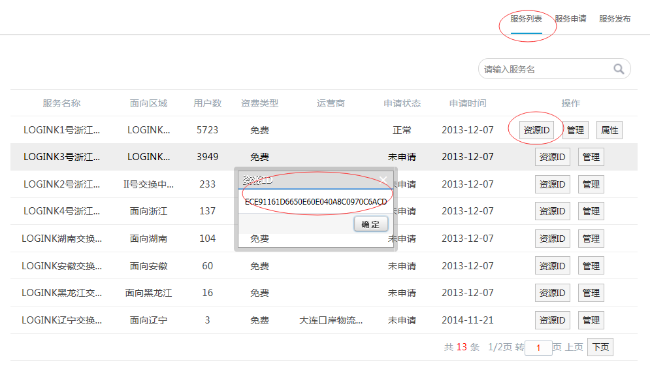 服务列表 服务申请 服务发布
请输入服务名
服务名称 面向区域 用户数 资费类型 运营商 申请状态 申请时间 操作
LOGINK1号浙江... LOGINK... 5723 免费 正常 2013-12-07 资源ID 管理 属性
LOGINK3号浙江... LOGINK... 3949 免费 未申请 2013-12-07 资源ID 管理
LOGINK2号浙江... II号交换中... 233 未申请 2013-12-07 资源ID 管理
资源ID
ECE91161D6650E60E040A8C0970C6ACD
确 定
LOGINK4号浙江... 面向浙江 137 未申请 2013-12-07 资源ID 管理
LOGINK湖南交换... 面向湖南 104 免费 未申请 2013-12-07 资源ID 管理
LOGINK安徽交换... 面向安徽 60 免费 未申请 2013-12-07 资源ID 管理
LOGINK黑龙江交... 面向黑龙江 16 免费 未申请 2013-12-07 资源ID 管理
LOGINK辽宁交换... 面向辽宁 3 免费 大连口岸物流... 未申请 2014-11-21 资源ID 管理
共 13 条 1/2页 转 1 页 上页 下页